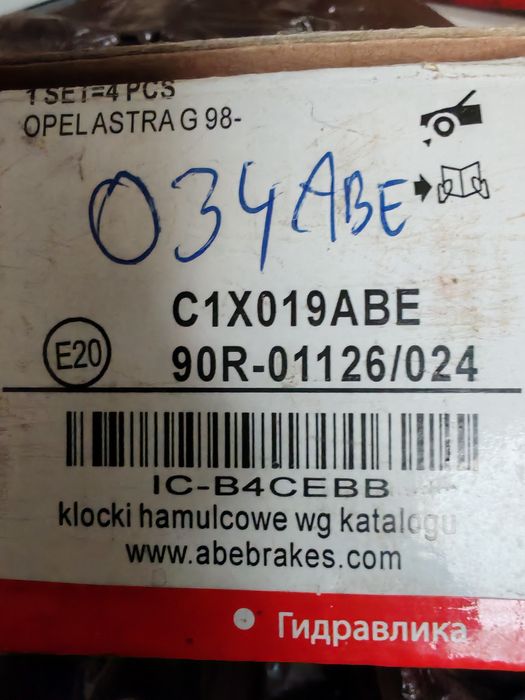 1 SET=4 PCS
OPEL ASTRA G 98-
034ABE
C1X019ABE
E20
90R-01126/024
IC-B4CEBB
klocki hamulcowe wg katalogu
www.abebrakes.com
Гидравлика